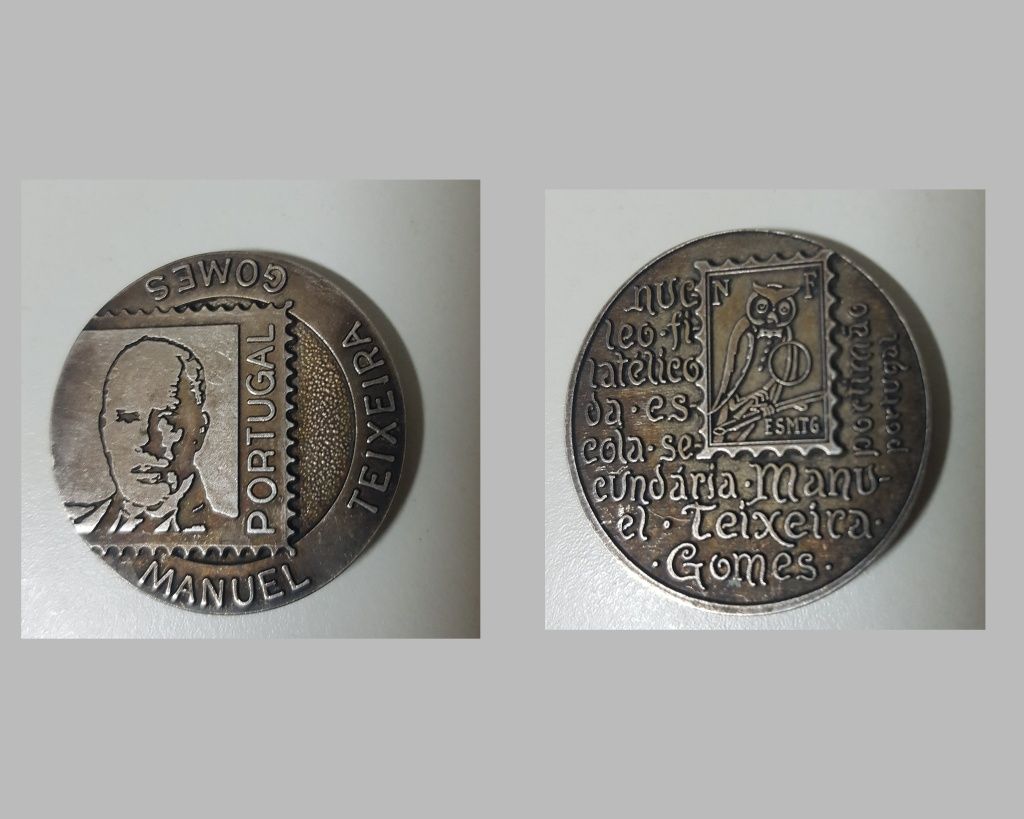 MANUEL
TEIXEIRA
GOMES
PORTUGAL
nuc
leo·fi
latélico
da·es
cola·se-
cundária·Manu-
el·Teixeira·
·Gomes·
N F
ESMTG
portimão
portugal